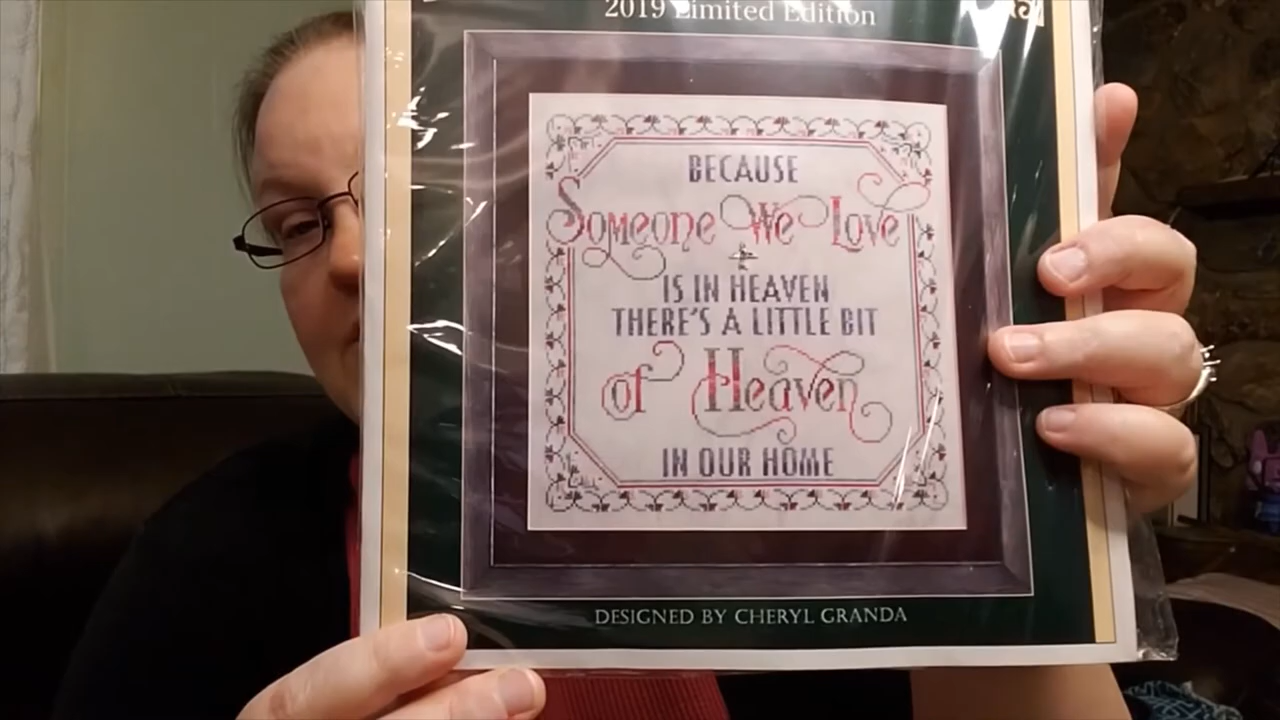 2019 Limited Edition
BECAUSE
Someone We Love
IS IN HEAVEN
THERE'S A LITTLE BIT
of Heaven
IN OUR HOME
DESIGNED BY CHERYL GRANDA